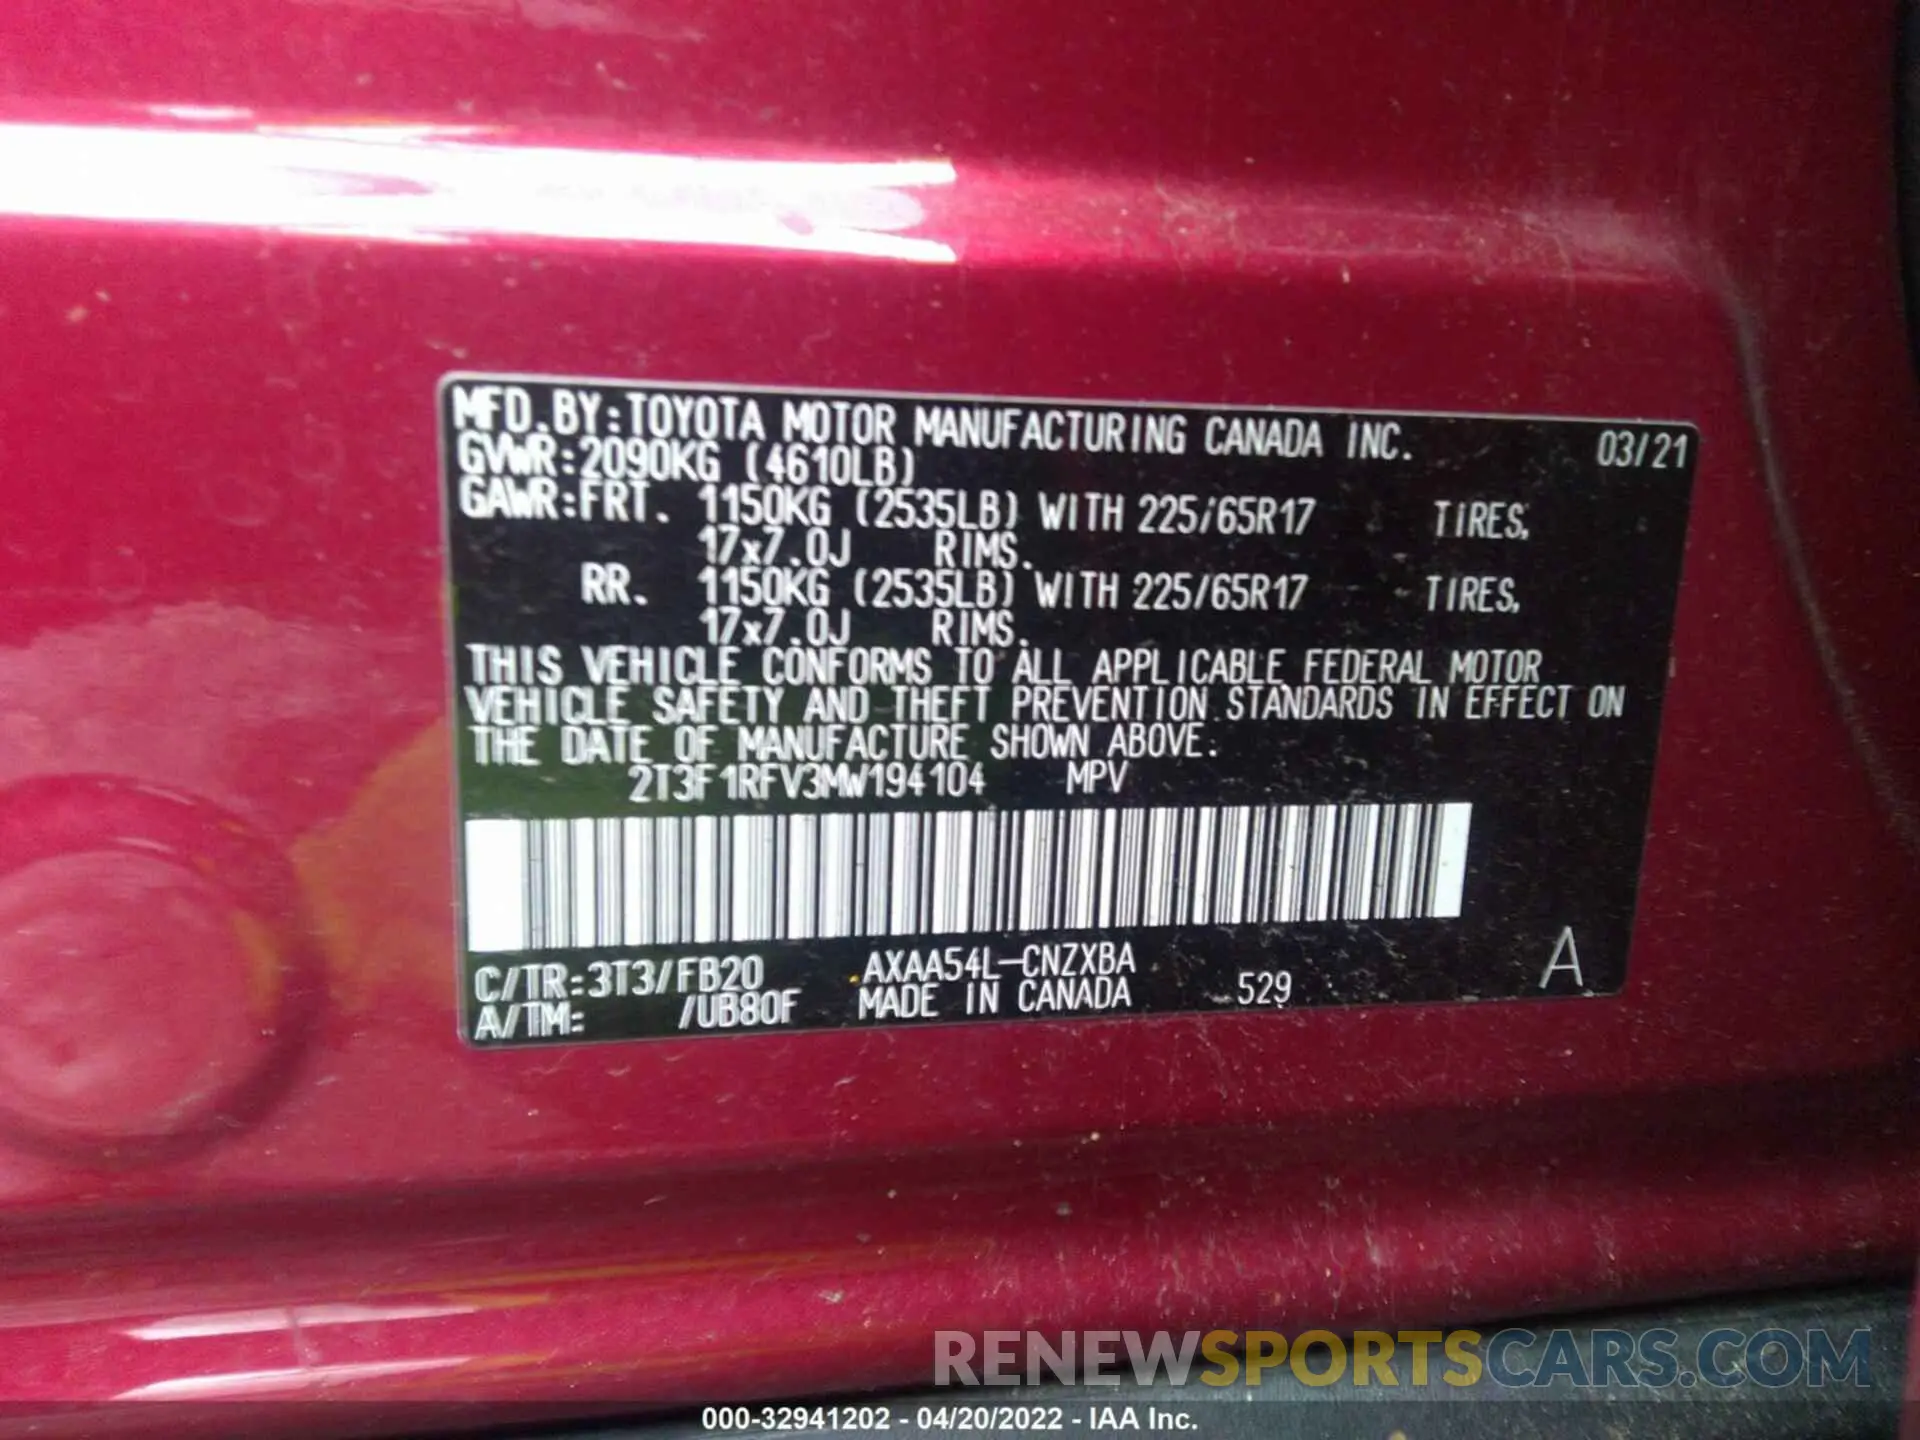 MFD.BY:TOYOTA MOTOR MANUFACTURING CANADA INC. 03/21
GVWR:2090KG (4610LB)
GAWR:FRT. 1150KG (2535LB) WITH 225/65R17 TIRES,
17x7.0J RIMS.
RR. 1150KG (2535LB) WITH 225/65R17 TIRES,
17x7.0J RIMS.
THIS VEHICLE CONFORMS TO ALL APPLICABLE FEDERAL MOTOR
VEHICLE SAFETY AND THEFT PREVENTION STANDARDS IN EFFECT ON
THE DATE OF MANUFACTURE SHOWN ABOVE.
2T3F1RFV3MW194104 MPV
C/TR:3T3/FB20 AXAA54L-CNZXBA
A/TM: /UB80F MADE IN CANADA 529 A
RENEWSPORTSCARS.COM
000-32941202 - 04/20/2022 - IAA Inc.